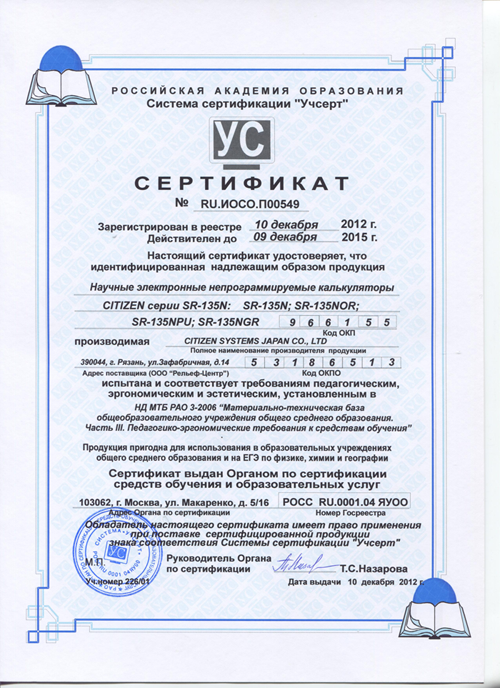 РОССИЙСКАЯ АКАДЕМИЯ ОБРАЗОВАНИЯ
Система сертификации "Учсерт"
УС
СЕРТИФИКАТ
№ RU.ИОСО.П00549
Зарегистрирован в реестре 10 декабря 2012 г.
Действителен до 09 декабря 2015 г.
Настоящий сертификат удостоверяет, что
идентифицированная надлежащим образом продукция
Научные электронные непрограммируемые калькуляторы
CITIZEN серии SR-135N: SR-135N; SR-135NOR;
SR-135NPU; SR-135NGR 9 6 6 1 5 5
Код ОКП
производимая CITIZEN SYSTEMS JAPAN CO., LTD
Полное наименование производителя продукции
390044, г. Рязань, ул.Зафабричная, д.14 5 3 1 8 6 5 1 3
Адрес поставщика (ООО "Рельеф-Центр") Код ОКПО
испытана и соответствует требованиям педагогическим,
эргономическим и эстетическим, установленным в
НД МТБ РАО 3-2006 "Материально-техническая база
общеобразовательного учреждения общего среднего образования.
Часть III. Педагогико-эргономические требования к средствам обучения"
Продукция пригодна для использования в образовательных учреждениях
общего среднего образования и на ЕГЭ по физике, химии и географии
Сертификат выдан Органом по сертификации
средств обучения и образовательных услуг
103062, г. Москва, ул. Макаренко, д. 5/16 РОСС RU.0001.04 ЯУОО
Адрес Органа по сертификации Номер Госреестра
Обладатель настоящего сертификата имеет право применения
при поставке сертифицированной продукции
знака соответствия Системы сертификации "Учсерт"
М.П. Руководитель Органа
по сертификации Т.С.Назарова
Уч.номер 226/01 Дата выдачи 10 декабря 2012 г.